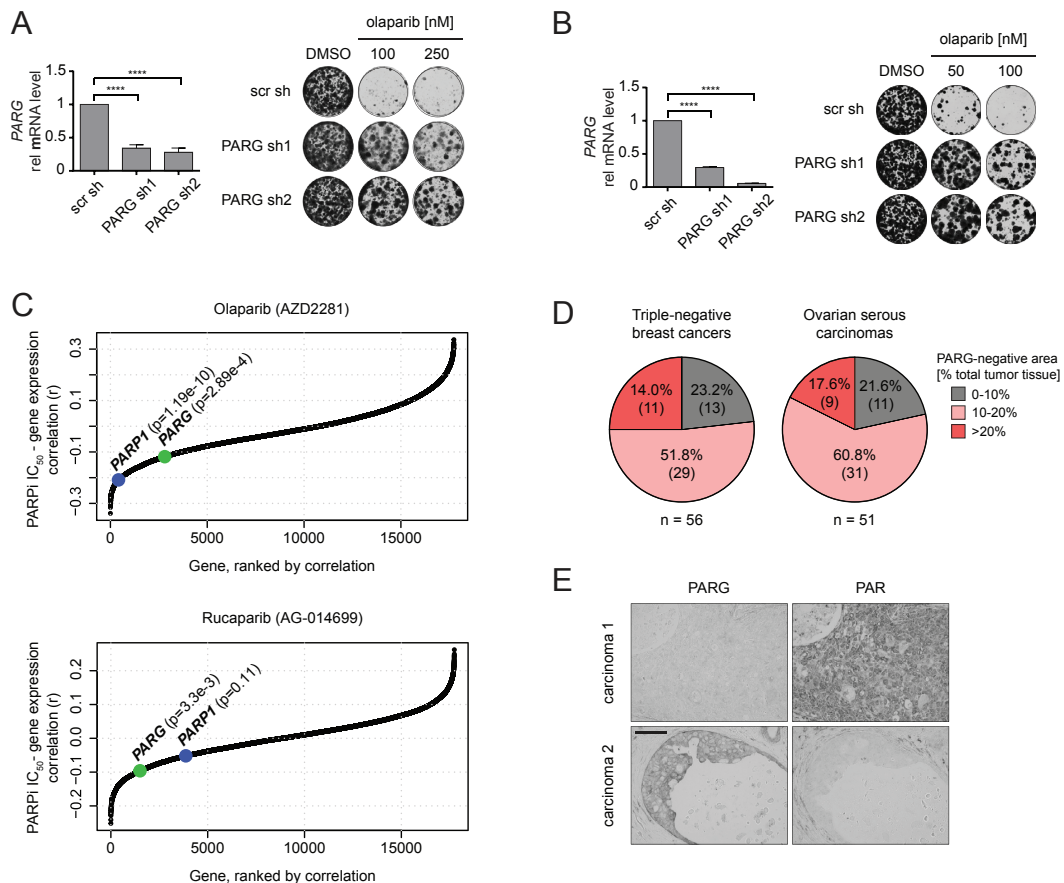 A
olaparib [nM]
DMSO 100 250
PARG
rel mRNA level
1.5
1
0.5
0
****
****
scr sh
PARG sh1
PARG sh2
scr sh
PARG sh1
PARG sh2
B
olaparib [nM]
DMSO 50 100
PARG
rel mRNA level
1.5
1
0.5
0
****
****
scr sh
PARG sh1
PARG sh2
scr sh
PARG sh1
PARG sh2
C
Olaparib (AZD2281)
PARPi IC50 - gene expression
correlation (r)
0.3
0.1
-0.1
-0.3
PARP1 (p=1.19e-10)
PARG (p=2.89e-4)
0 5000 10000 15000
Gene, ranked by correlation
Rucaparib (AG-014699)
PARPi IC50 - gene expression
correlation (r)
0.2
0.1
0.0
-0.1
-0.2
PARG (p=3.3e-3)
PARP1 (p=0.11)
0 5000 10000 15000
Gene, ranked by correlation
D
Triple-negative
breast cancers
14.0%
(11)
23.2%
(13)
51.8%
(29)
n = 56
Ovarian serous
carcinomas
17.6%
(9)
21.6%
(11)
60.8%
(31)
n = 51
PARG-negative area
[% total tumor tissue]
0-10%
10-20%
>20%
E
PARG PAR
carcinoma 1
carcinoma 2